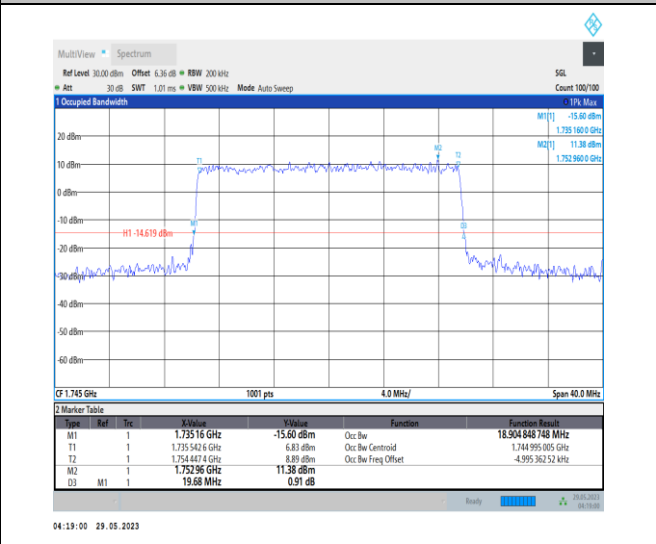 MultiView Spectrum
Ref Level 30.00 dBm Offset 6.36 dB RBW 200 kHz SGL
Att 30 dB SWT 1.01 ms VBW 500 kHz Mode Auto Sweep Count 100/100
1 Occupied Bandwidth 1Pk Max
M1[1] -15.60 dBm
1.735 160 0 GHz
M2[1] 11.38 dBm
1.752 960 0 GHz
20 dBm
M2
T1 T2
10 dBm
0 dBm
-10 dBm
M1 D3
H1 -14.619 dBm
-20 dBm
-30 dBm
-40 dBm
-50 dBm
-60 dBm
CF 1.745 GHz 1001 pts 4.0 MHz/ Span 40.0 MHz
2 Marker Table
Type Ref Trc X-Value Y-Value Function Function Result
M1 1 1.735 16 GHz -15.60 dBm Occ Bw 18.904 848 748 MHz
T1 1 1.735 542 6 GHz 6.83 dBm Occ Bw Centroid 1.744 995 005 GHz
T2 1 1.754 447 4 GHz 8.89 dBm Occ Bw Freq Offset -4.995 362 52 kHz
M2 1 1.752 96 GHz 11.38 dBm
D3 M1 1 19.68 MHz 0.91 dB
Ready 29.05.2023
04:19:00
04:19:00 29.05.2023